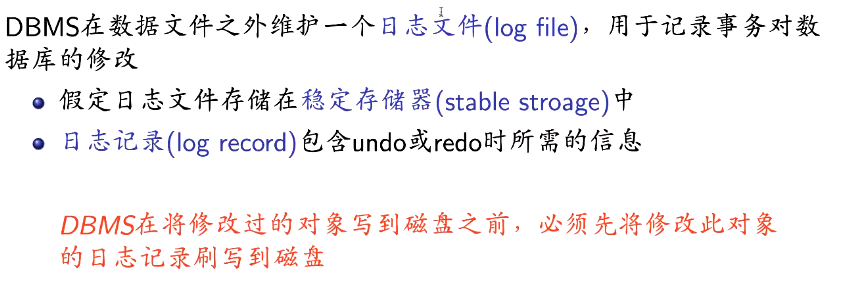 DBMS在数据文件之外维护一个日志文件(log file)，用于记录事务对数
据库的修改
假定日志文件存储在稳定存储器(stable stroage)中
日志记录(log record)包含undo或redo时所需的信息
DBMS在将修改过的对象写到磁盘之前，必须先将修改此对象
的日志记录刷写到磁盘